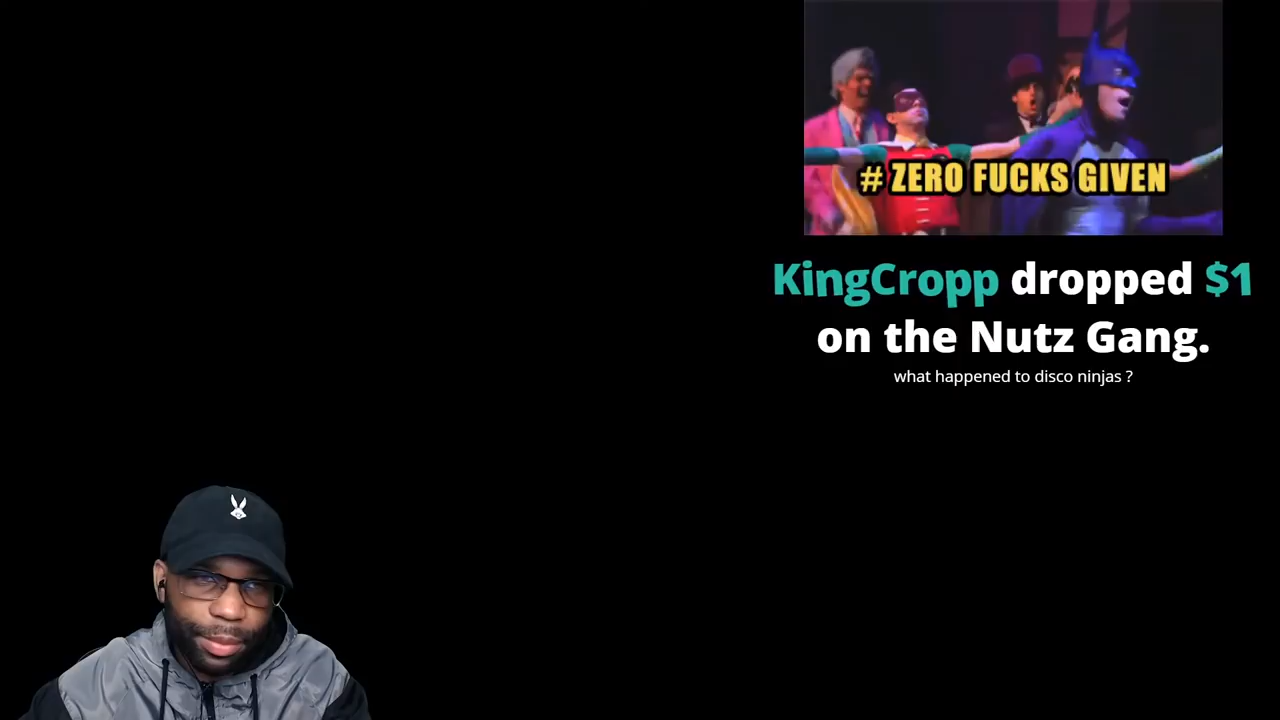 # ZERO FUCKS GIVEN
KingCropp dropped $1
on the Nutz Gang.
what happened to disco ninjas ?